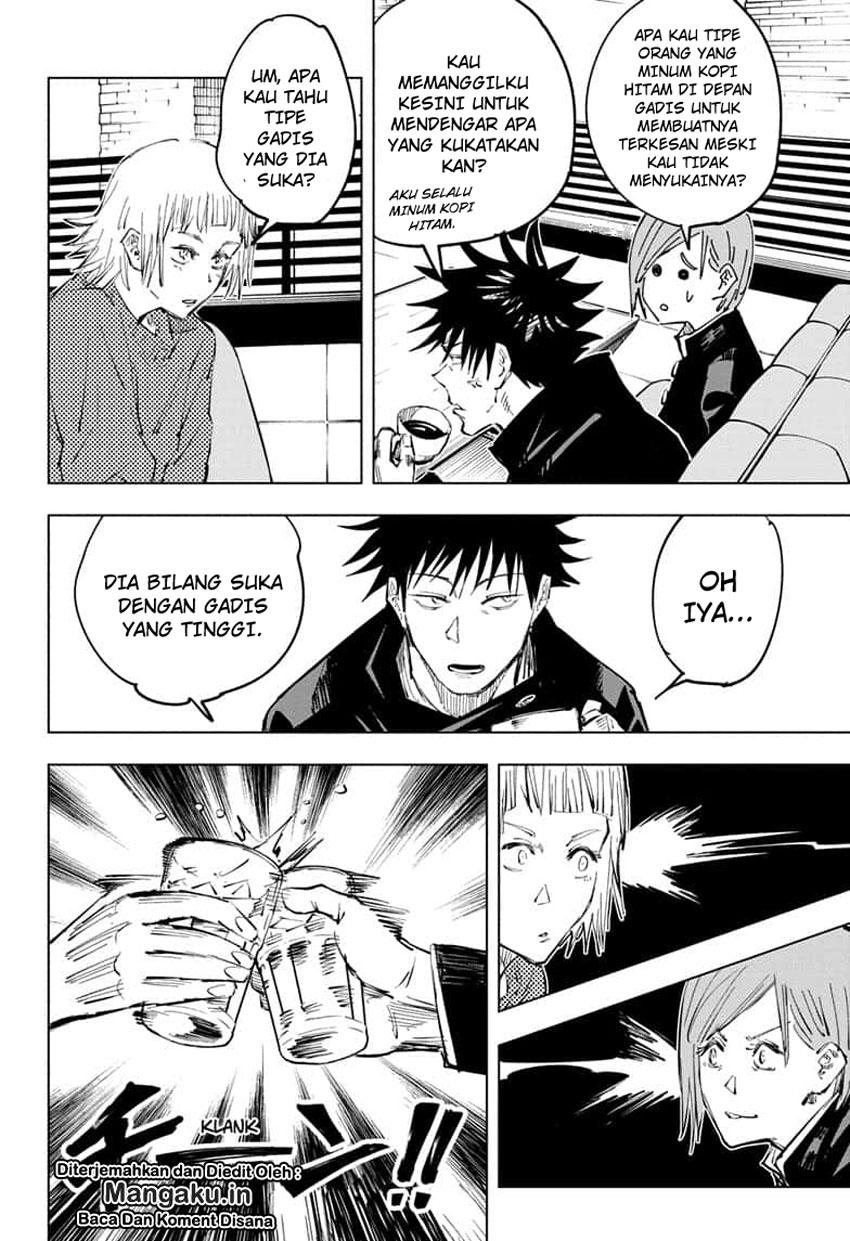 APA KAU TIPE
ORANG YANG
MINUM KOPI
HITAM DI DEPAN
GADIS UNTUK
MEMBUATNYA
TERKESAN MESKI
KAU TIDAK
MENYUKAINYA?
KAU
MEMANGGILKU
KESINI UNTUK
MENDENGAR APA
YANG KUKATAKAN
KAN?
AKU SELALU
MINUM KOPI
HITAM.
UM, APA
KAU TAHU
TIPE
GADIS
YANG DIA
SUKA?
OH
IYA...
DIA BILANG SUKA
DENGAN GADIS
YANG TINGGI.
KLANK
チーン!!
Diterjemahkan dan Diedit Oleh :
Mangaku.in
Baca Dan Koment Disana